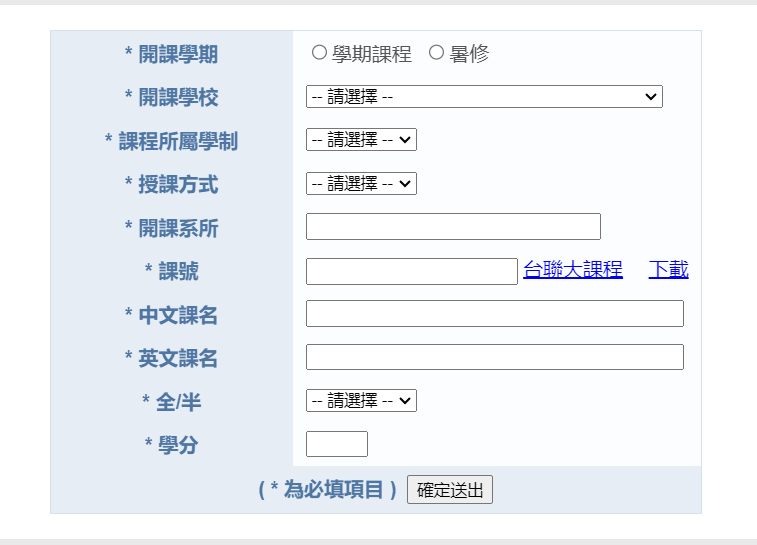 * 開課學期 學期課程 暑修
* 開課學校 -- 請選擇 --
* 課程所屬學制 -- 請選擇 --
* 授課方式 -- 請選擇 --
* 開課系所
* 課號 台聯大課程 下載
* 中文課名
* 英文課名
* 全/半 -- 請選擇 --
* 學分
( * 為必填項目 ) 確定送出